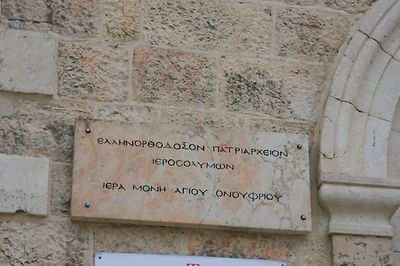 ΕΛΛΗΝΟΡΘΟΔΟΞΟΝ ΠΑΤΡΙΑΡΧΕΙΟΝ
ΙΕΡΟΣΟΛΥΜΩΝ
ΙΕΡΑ ΜΟΝΗ ΑΓΙΟΥ ΟΝΟΥΦΡΙΟΥ